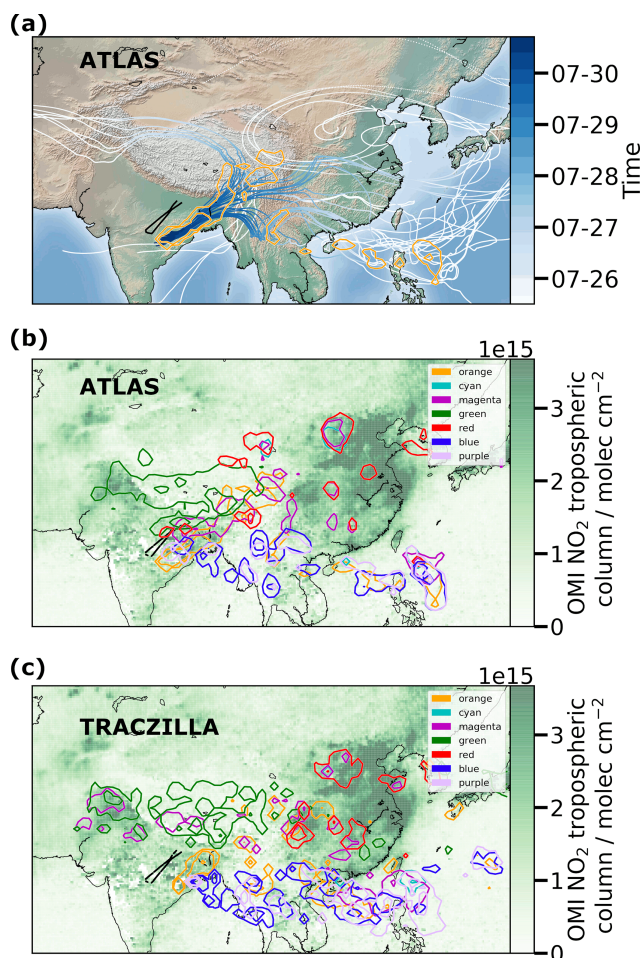 (a)
ATLAS
07-30
07-29
07-28
07-27
07-26
Time
(b)
1e15
ATLAS
orange
cyan
magenta
green
red
blue
purple
3
2
1
0
OMI NO₂ tropospheric
column / molec cm⁻²
(c)
1e15
TRACZILLA
orange
cyan
magenta
green
red
blue
purple
3
2
1
0
OMI NO₂ tropospheric
column / molec cm⁻²